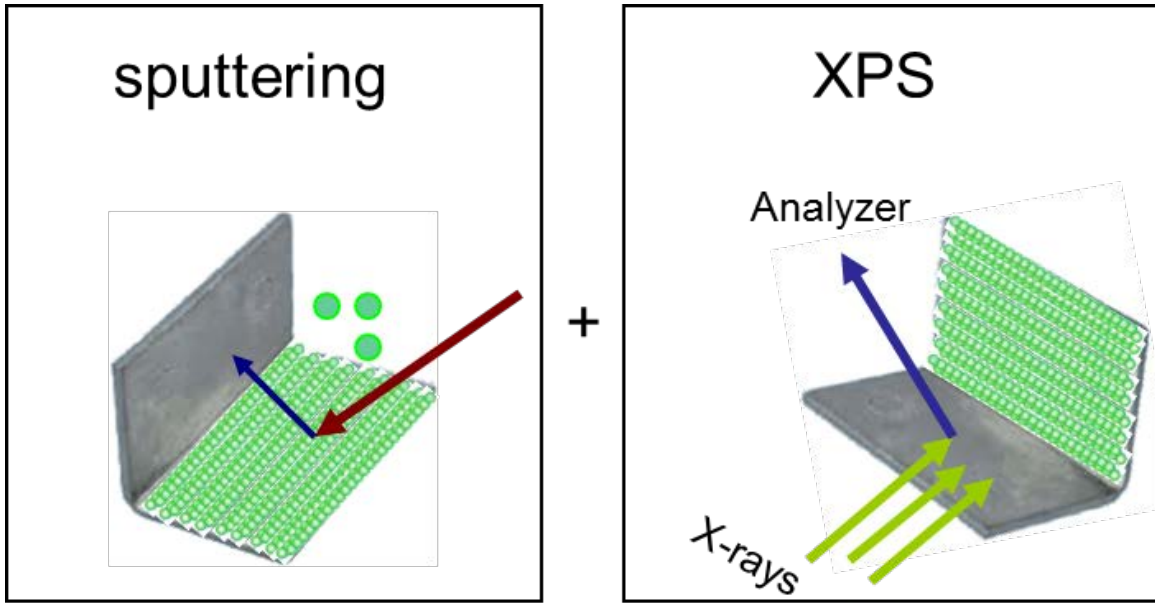 sputtering
+
XPS
Analyzer
X-rays